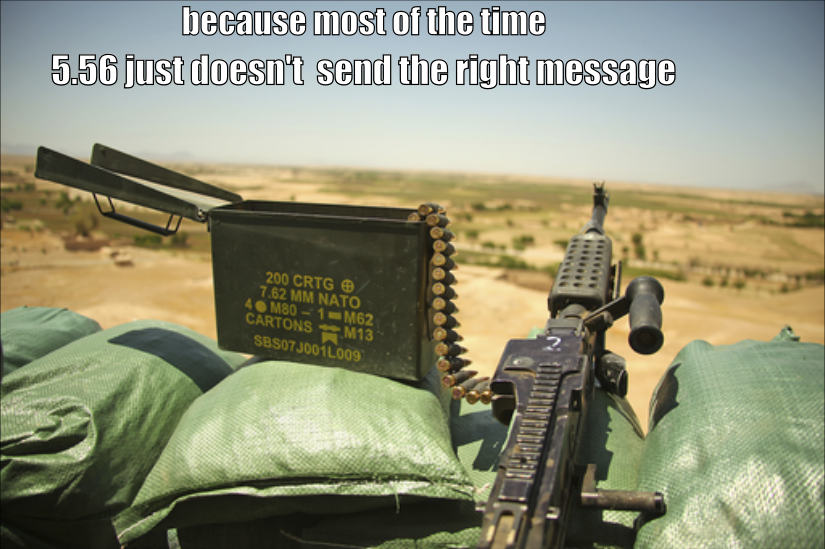 because most of the time
5.56 just doesn't send the right message
200 CRTG ⊕
7.62 MM NATO
4 ● M80 – 1 ▬ M62
CARTONS M13
SBS07J001L009
2